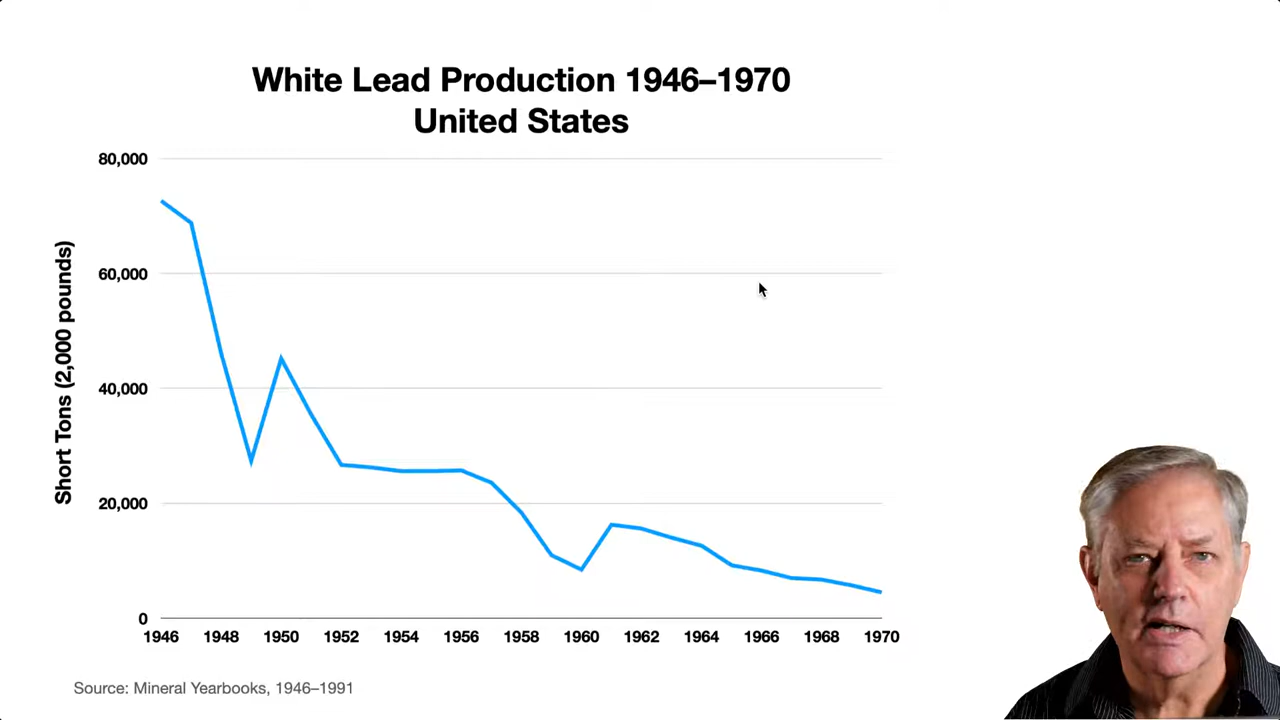 White Lead Production 1946–1970
United States
80,000
60,000
40,000
20,000
0
Short Tons (2,000 pounds)
1946 1948 1950 1952 1954 1956 1958 1960 1962 1964 1966 1968 1970
Source: Mineral Yearbooks, 1946–1991